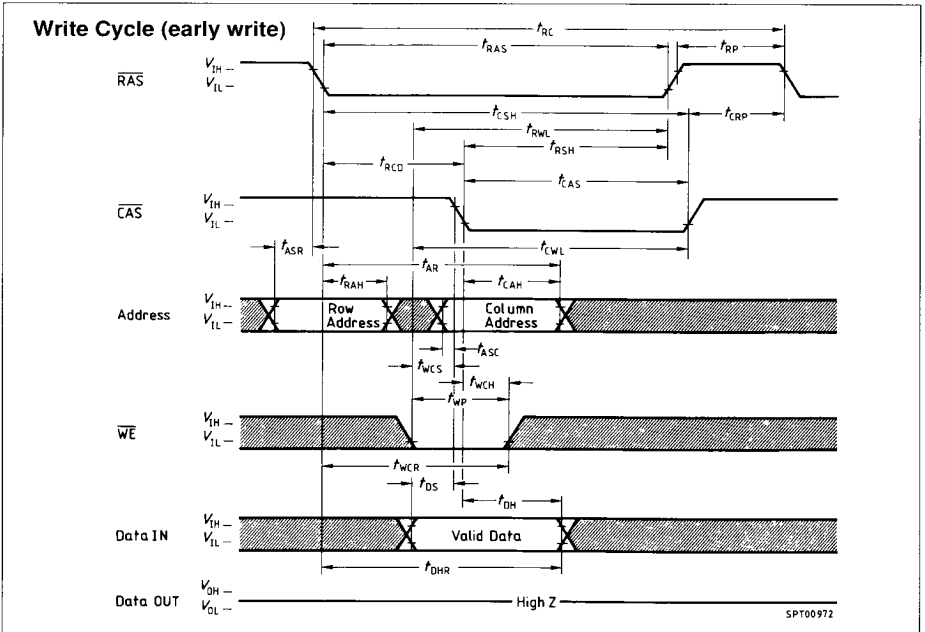 Write Cycle (early write)
tRC
tRAS
tRP
RAS
VIH
VIL
tCSH
tCRP
tRWL
tRSH
tRCD
tCAS
CAS
VIH
VIL
tASR
tCWL
tAR
tRAH
tCAH
Address
VIH
VIL
Row
Address
Column
Address
tASC
tWCS
tWCH
tWP
WE
VIH
VIL
tWCR
tDS
tDH
Data IN
VIH
VIL
Valid Data
tDHR
Data OUT
VOH
VOL
High Z
SPT00972